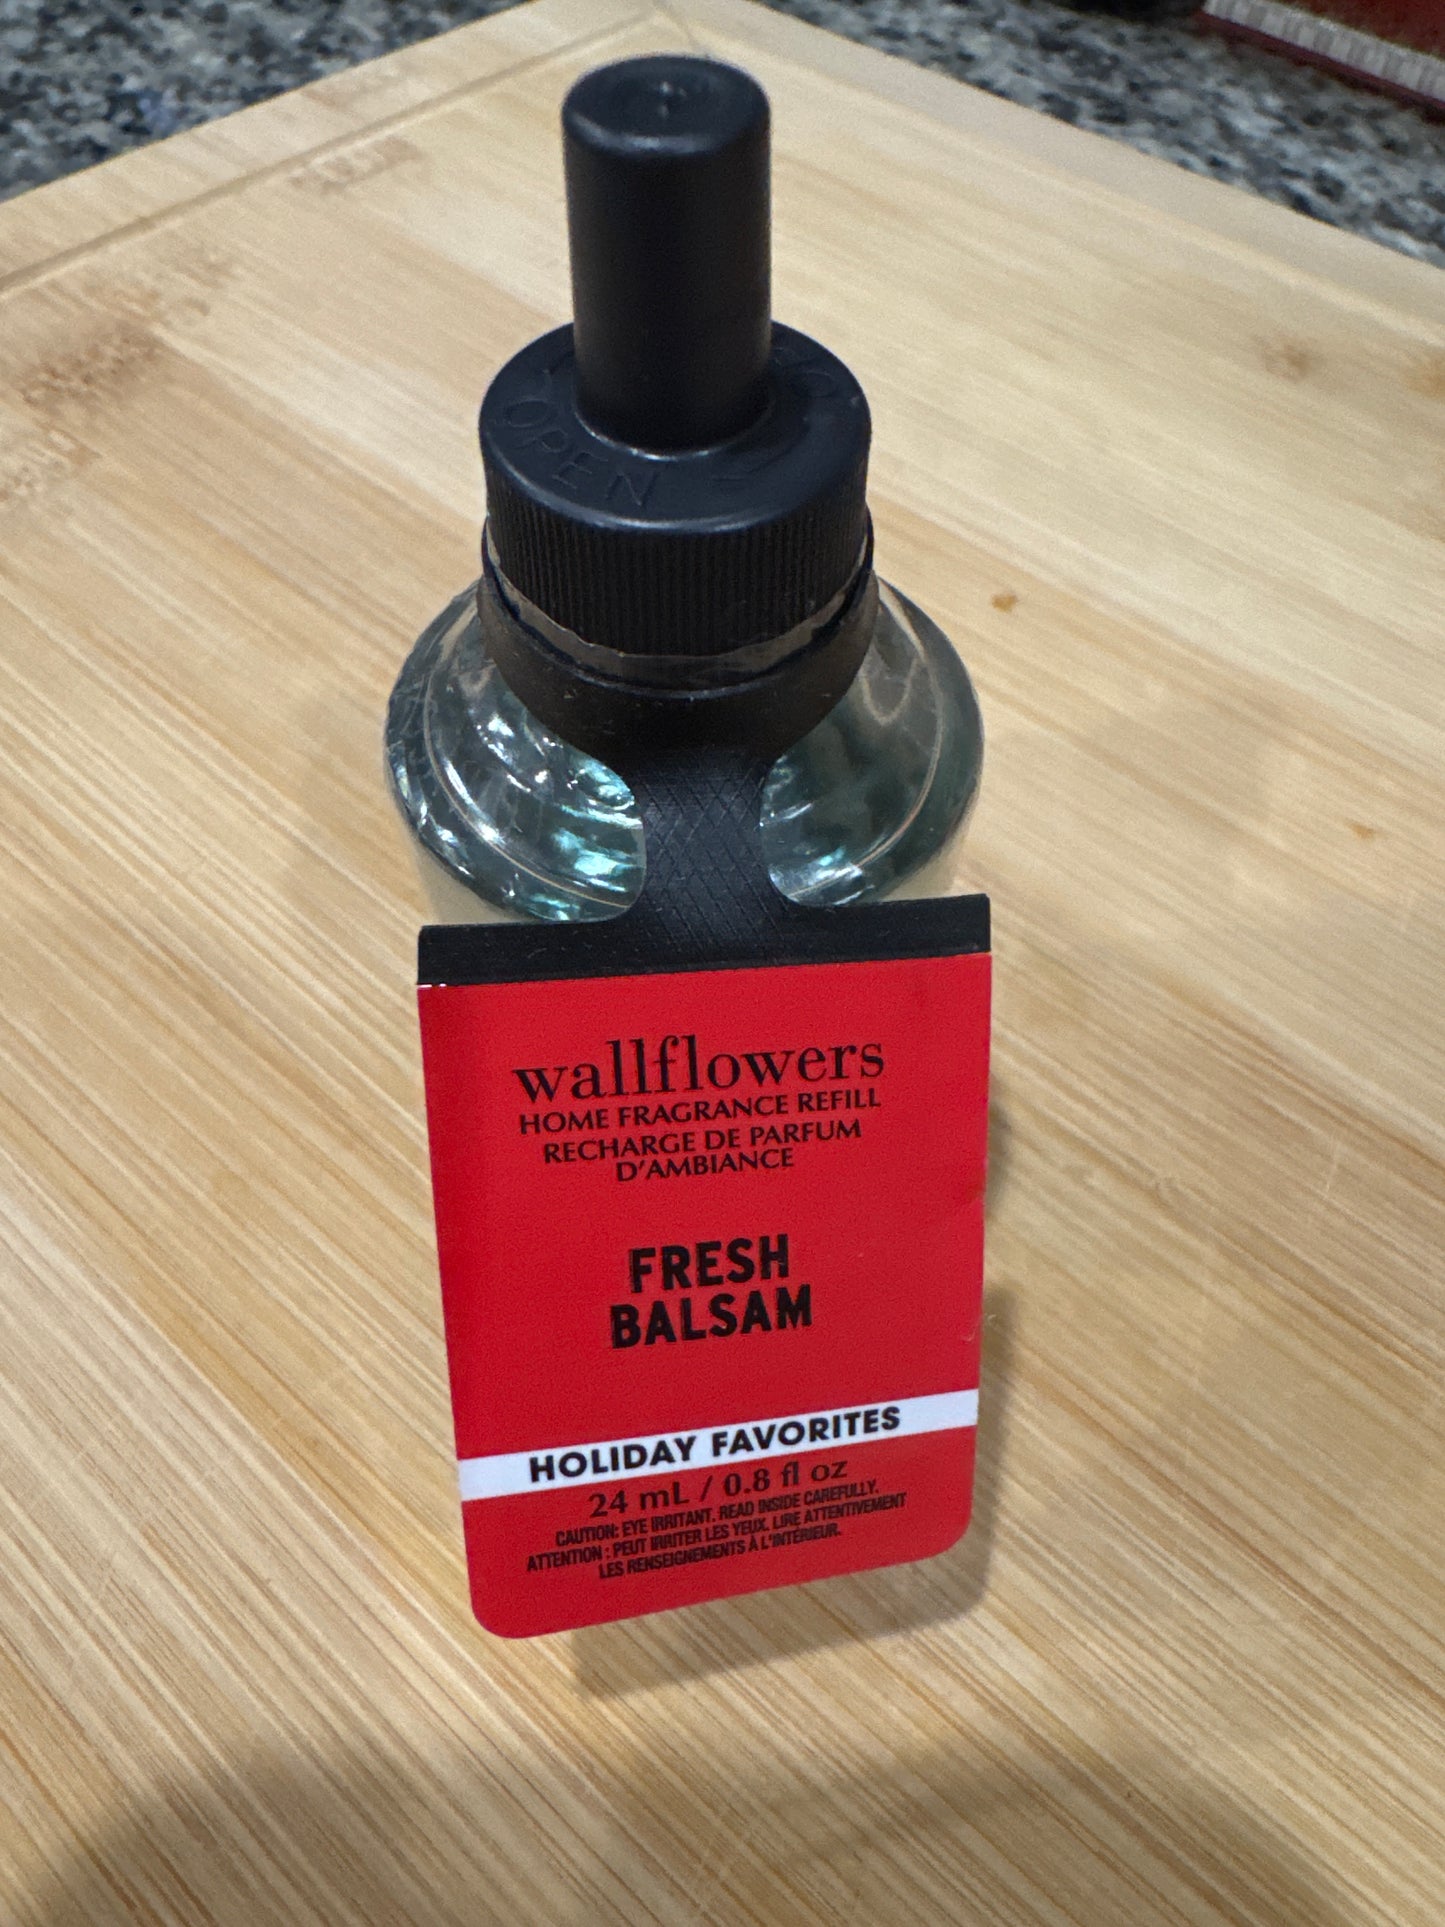 OPEN
wallflowers
HOME FRAGRANCE REFILL
RECHARGE DE PARFUM
D'AMBIANCE
FRESH
BALSAM
HOLIDAY FAVORITES
24 mL / 0.8 fl oz
CAUTION: EYE IRRITANT. READ INSIDE CAREFULLY.
ATTENTION : PEUT IRRITER LES YEUX. LIRE ATTENTIVEMENT
LES RENSEIGNEMENTS À L'INTÉRIEUR.